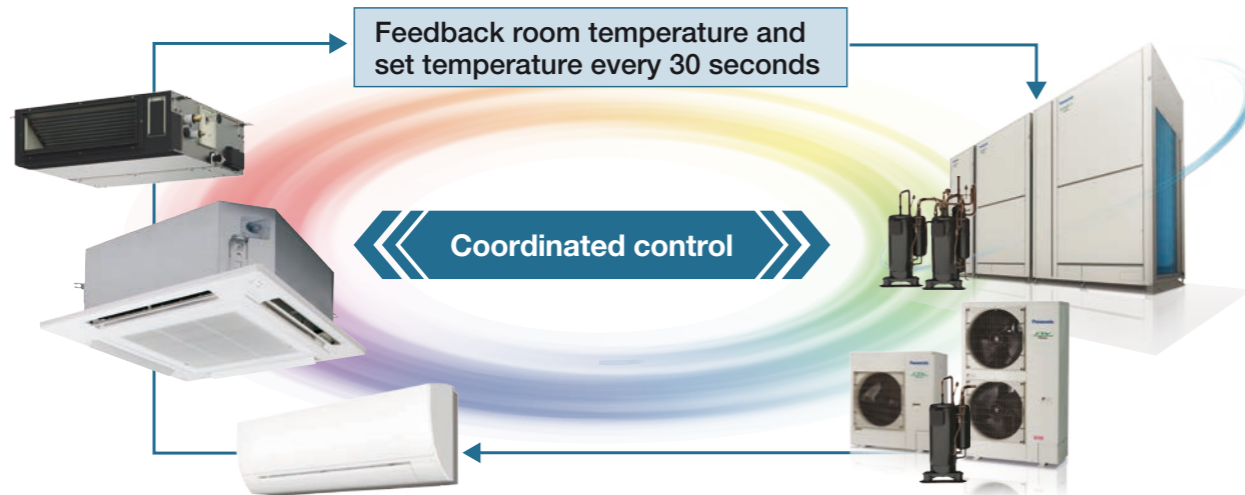 Feedback room temperature and
set temperature every 30 seconds
Coordinated control
Panasonic
Panasonic